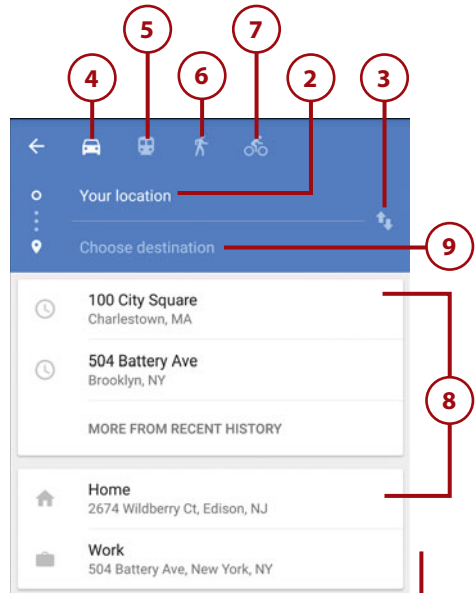 5
7
4
6
2
3
Your location
Choose destination
9
100 City Square
Charlestown, MA
504 Battery Ave
Brooklyn, NY
8
MORE FROM RECENT HISTORY
Home
2674 Wildberry Ct, Edison, NJ
Work
504 Battery Ave, New York, NY